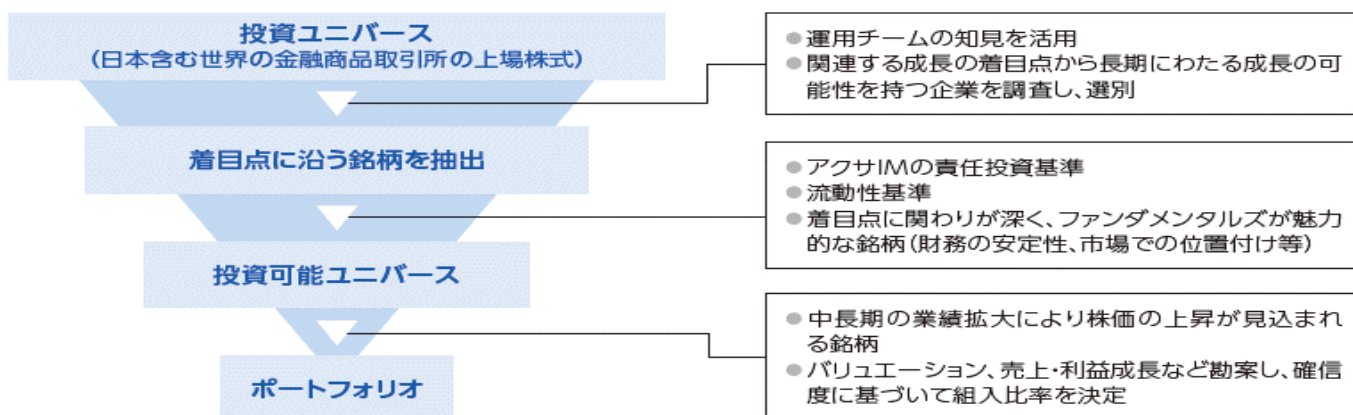 投資ユニバース
(日本含む世界の金融商品取引所の上場株式)
着目点に沿う銘柄を抽出
投資可能ユニバース
ポートフォリオ
●運用チームの知見を活用
●関連する成長の着目点から長期にわたる成長の可
能性を持つ企業を調査し、選別
●アクサIMの責任投資基準
●流動性基準
●着目点に関わりが深く、ファンダメンタルズが魅力
的な銘柄(財務の安定性、市場での位置付け等)
●中長期の業績拡大により株価の上昇が見込まれ
る銘柄
●バリュエーション、売上・利益成長など勘案し、確信
度に基づいて組入比率を決定